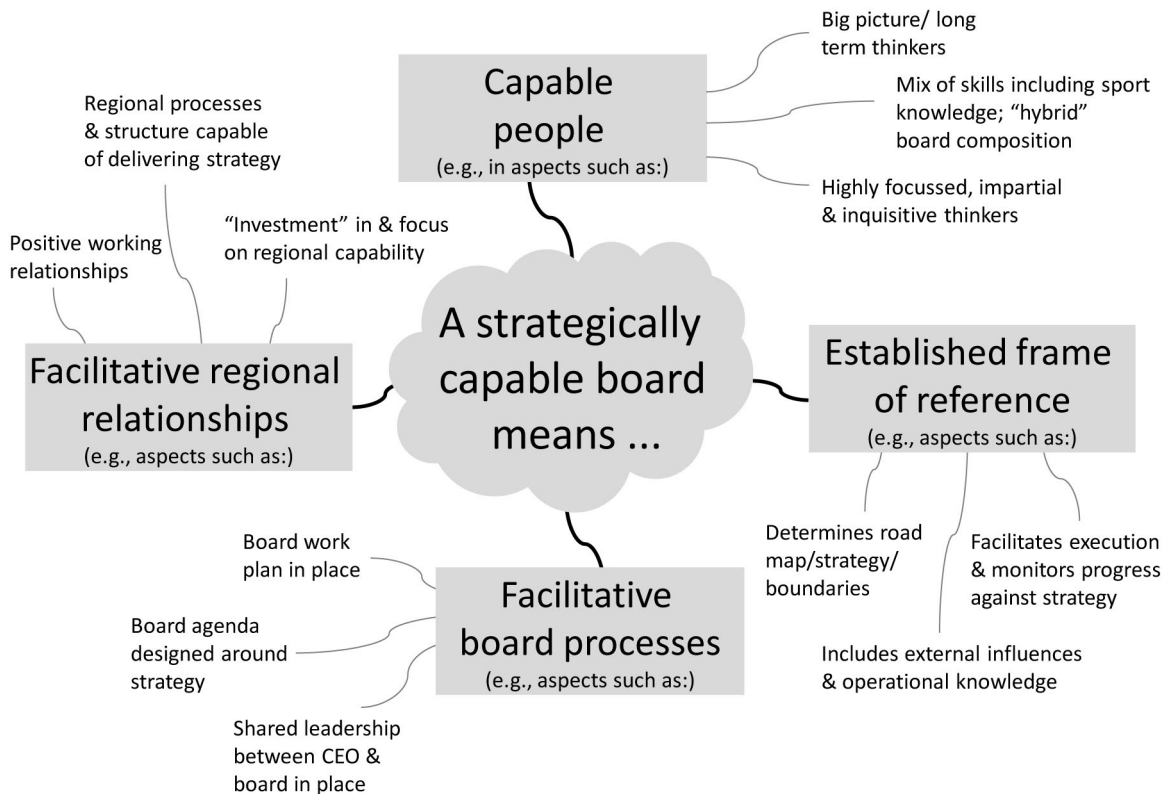 Big picture/ long
term thinkers
Capable
people
(e.g., in aspects such as:)
Mix of skills including sport
knowledge; “hybrid”
board composition
Highly focussed, impartial
& inquisitive thinkers
Regional processes
& structure capable
of delivering strategy
“Investment” in & focus
on regional capability
Positive working
relationships
Facilitative regional
relationships
(e.g., aspects such as:)
A strategically
capable board
means ...
Established frame
of reference
(e.g., aspects such as:)
Determines road
map/strategy/
boundaries
Facilitates execution
& monitors progress
against strategy
Includes external influences
& operational knowledge
Board work
plan in place
Facilitative
board processes
(e.g., aspects such as:)
Board agenda
designed around
strategy
Shared leadership
between CEO &
board in place